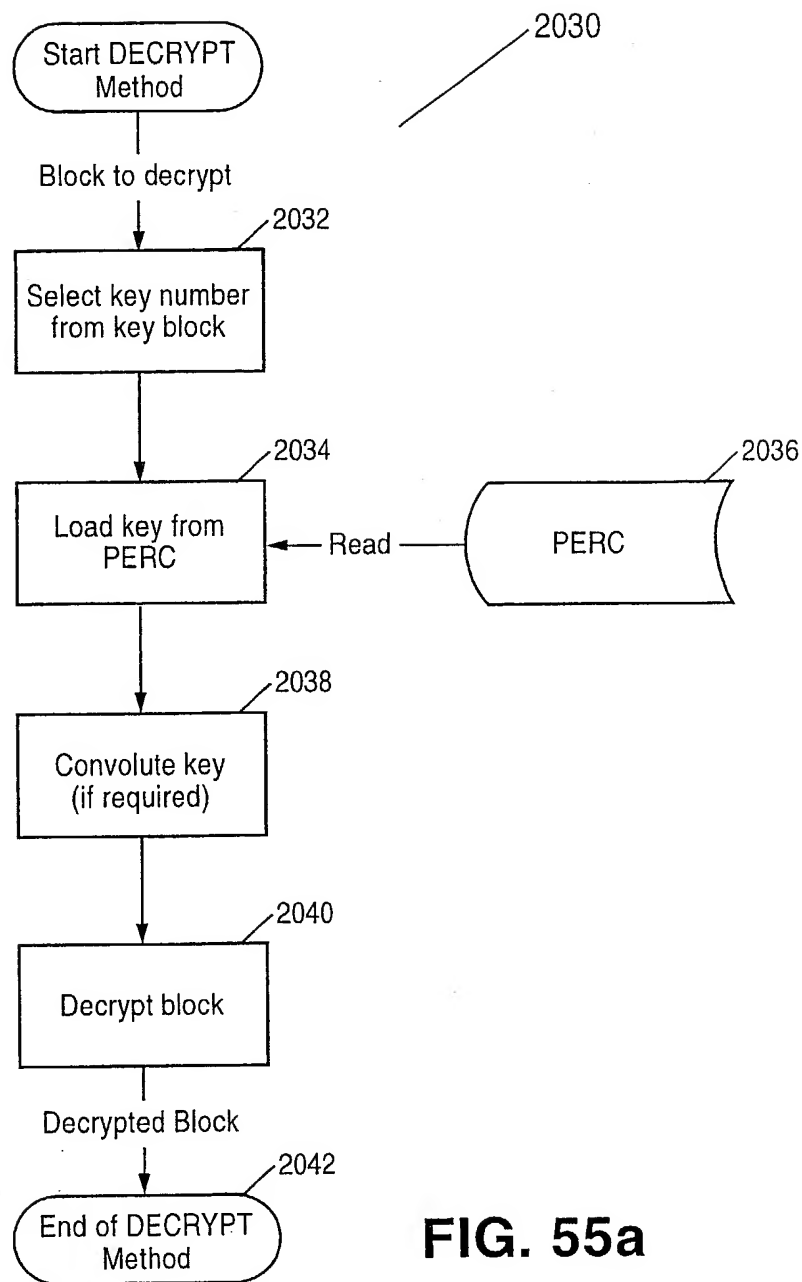 2030
Start DECRYPT
Method
Block to decrypt
2032
Select key number
from key block
2034
2036
Load key from
PERC
Read
PERC
2038
Convolute key
(if required)
2040
Decrypt block
Decrypted Block
2042
End of DECRYPT
Method
FIG. 55a